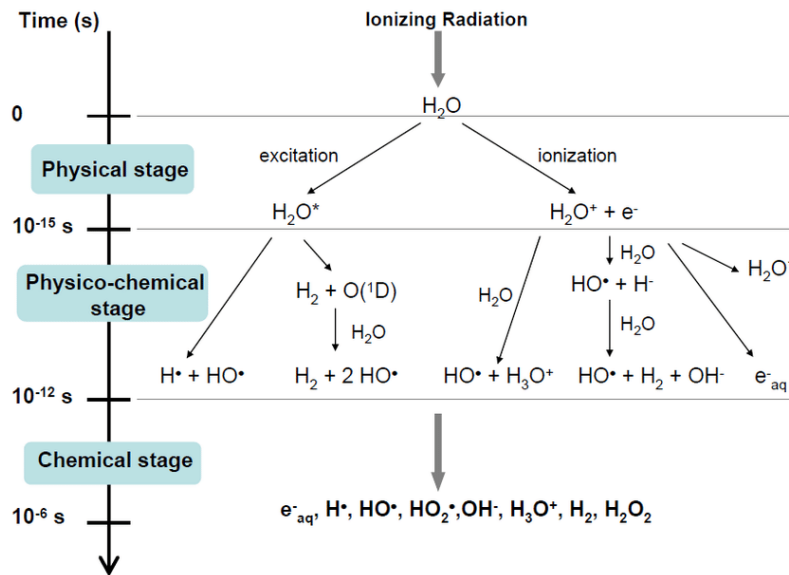 Time (s)
Ionizing Radiation
0
H₂O
excitation
ionization
Physical stage
H₂O*
H₂O⁺ + e⁻
10⁻¹⁵ s
H₂O
H₂O
Physico-chemical
stage
H₂ + O(¹D)
H₂O
HO• + H⁻
H₂O
H₂O
H• + HO•
H₂ + 2 HO•
HO• + H₃O⁺
HO• + H₂ + OH⁻
e⁻aq
10⁻¹² s
Chemical stage
10⁻⁶ s
e⁻aq, H•, HO•, HO₂•,OH⁻, H₃O⁺, H₂, H₂O₂